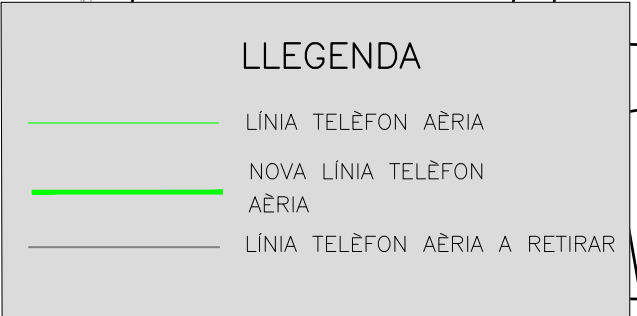 LLEGENDA
LÍNIA TELÈFON AÈRIA
NOVA LÍNIA TELÈFON
AÈRIA
LÍNIA TELÈFON AÈRIA A RETIRAR